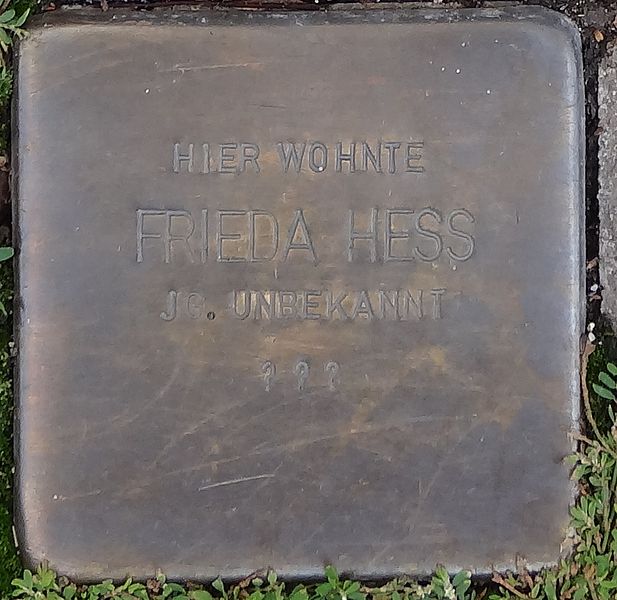 HIER WOHNTE
FRIEDA HESS
JG. UNBEKANNT
? ? ?